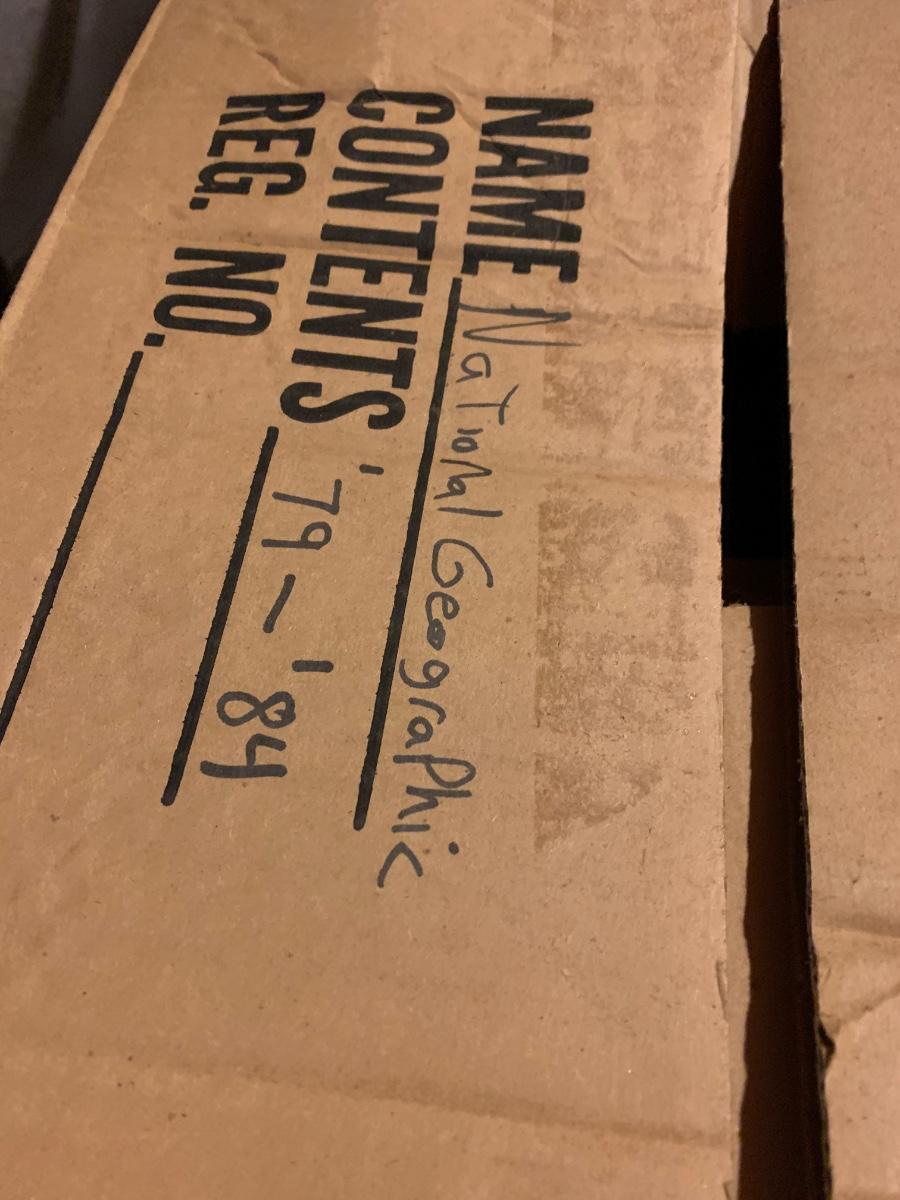 NAME National Geographic
CONTENTS '79-'84
REG. NO.